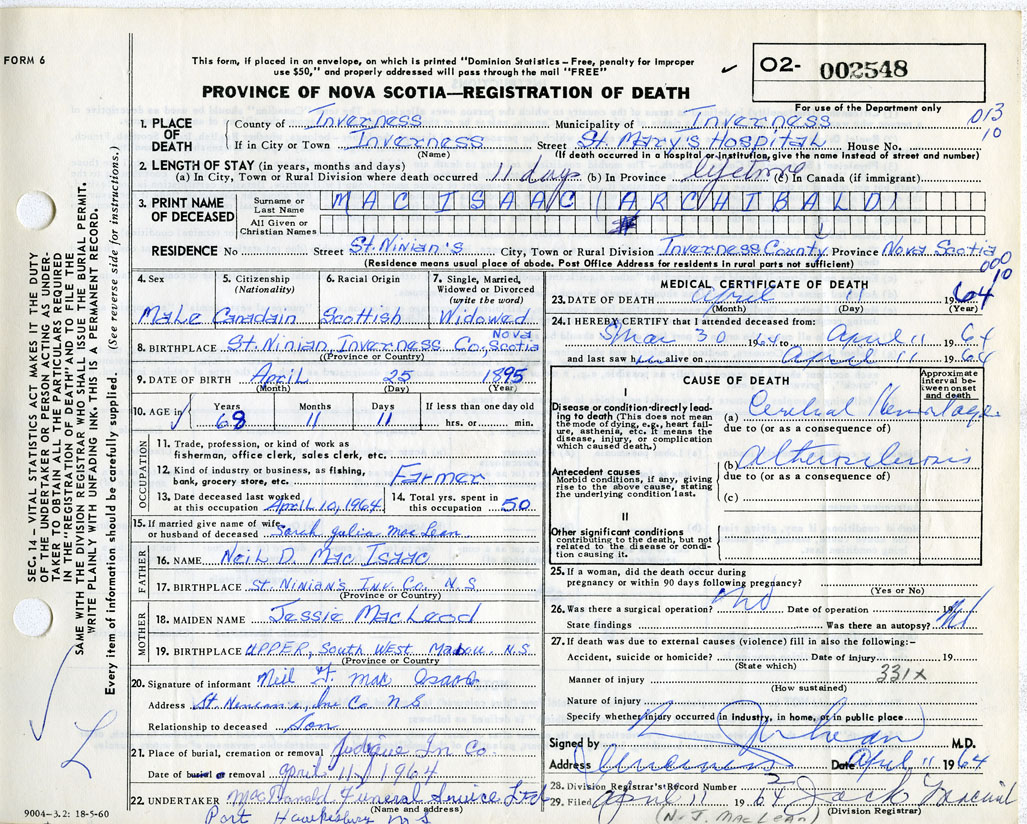 FORM 6
This form, if placed in an envelope, on which is printed "Dominion Statistics—Free, penalty for improper
use $50," and properly addressed will pass through the mail "FREE"
✓ 02- 002548
PROVINCE OF NOVA SCOTIA—REGISTRATION OF DEATH
For use of the Department only
013
10
1. PLACE OF DEATH
County of Inverness Municipality of Inverness
If in City or Town Inverness Street St. Mary's Hospital House No.
(Name) (If death occurred in a hospital or institution, give the name instead of street and number)
2. LENGTH OF STAY (in years, months and days)
(a) In City, Town or Rural Division where death occurred 11 days (b) In Province lifetime (c) In Canada (if immigrant)
3. PRINT NAME OF DECEASED
Surname or Last Name MAC ISAAC (ARCHIBALD)
All Given or Christian Names
RESIDENCE No Street St. Ninian's City, Town or Rural Division Inverness County Province Nova Scotia
(Residence means usual place of abode. Post Office Address for residents in rural parts not sufficient)
000
10
4. Sex
Male
5. Citizenship (Nationality)
Canadain
6. Racial Origin
Scottish
7. Single, Married, Widowed or Divorced (write the word)
Widowed
8. BIRTHPLACE St. Ninian, Inverness Co., Nova Scotia
(Province or Country)
9. DATE OF BIRTH April 25 1895
(Month) (Day) (Year)
10. AGE in Years Months Days If less than one day old
68 11 11 hrs. or min.
OCCUPATION
11. Trade, profession, or kind of work as
fisherman, office clerk, sales clerk, etc.
12. Kind of industry or business, as fishing,
bank, grocery store, etc. Farmer
13. Date deceased last worked
at this occupation April 10, 1964
14. Total yrs. spent in
this occupation 50
15. If married give name of wife
or husband of deceased Sarah Julia MacLean
FATHER
16. NAME Neil D. Mac Isaac
17. BIRTHPLACE St. Ninian's Inv. Co. N.S
(Province or Country)
MOTHER
18. MAIDEN NAME Jessie MacLeod
19. BIRTHPLACE UPPER, South West Mabou N.S
(Province or Country)
20. Signature of informant Neil Mac Isaac
Address St. Ninian's, Inv Co N S
Relationship to deceased Son
21. Place of burial, cremation or removal Judique In Co.
Date of burial or removal April 11, 1964
22. UNDERTAKER MacDonald Funeral Service Ltd
(Name and address)
Port Hawkesbury N S
9004—3.2: 18-5-60
MEDICAL CERTIFICATE OF DEATH
23. DATE OF DEATH April 11 1964
(Month) (Day) (Year)
24. I HEREBY CERTIFY that I attended deceased from:
Mar 30 1964 to April 11 1964
and last saw him alive on April 11 1964
CAUSE OF DEATH
Approximate interval between onset and death
I
Disease or condition directly leading to death (This does not mean
the mode of dying, e.g., heart failure, asthenia, etc. It means the
disease, injury, or complication
which caused death.)
(a) Cerebral Hemorrhage
due to (or as a consequence of)
Antecedent causes
Morbid conditions, if any, giving
rise to the above cause, stating
the underlying condition last.
(b) Atherosclerosis
due to (or as a consequence of)
(c)
II
Other significant conditions
contributing to the death, but not
related to the disease or condition causing it.
25. If a woman, did the death occur during
pregnancy or within 90 days following pregnancy?
(Yes or No)
26. Was there a surgical operation? No Date of operation 19
State findings Was there an autopsy? No
27. If death was due to external causes (violence) fill in also the following:—
Accident, suicide or homicide? Date of injury 19
(State which)
Manner of injury 331X
(How sustained)
Nature of injury
Specify whether injury occurred in industry, in home, or in public place
Signed by M.D.
Address Inverness Date April 11 1964
28. Division Registrar's Record Number 2
29. Filed April 11 1964 Jack
(N. J. MacLean) (Division Registrar)
SEC. 14 – VITAL STATISTICS ACT MAKES IT THE DUTY
OF THE UNDERTAKER OR PERSON ACTING AS UNDERTAKER TO OBTAIN ALL THE PARTICULARS REQUIRED
IN THE "REGISTRATION OF DEATH" AND TO FILE THE
SAME WITH THE DIVISION REGISTRAR WHO SHALL ISSUE THE BURIAL PERMIT.
WRITE PLAINLY WITH UNFADING INK. THIS IS A PERMANENT RECORD.
Every item of information should be carefully supplied. (See reverse side for instructions.)
L